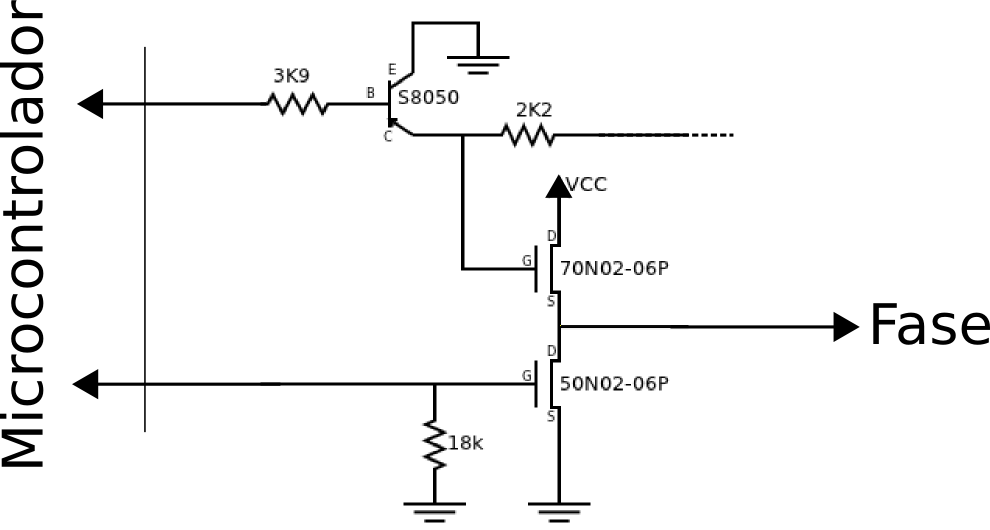 Microcontrolador
3K9
B
E
S8050
C
2K2
VCC
D
G
70N02-06P
S
Fase
D
G
50N02-06P
S
18k